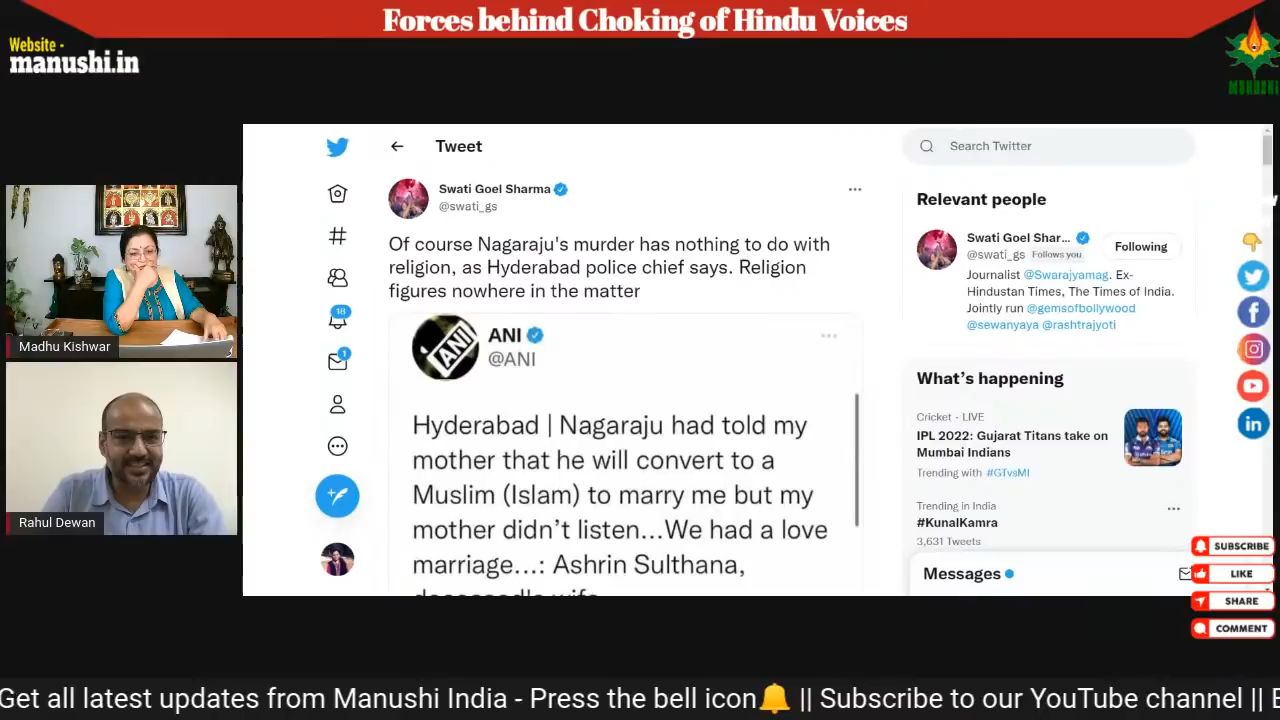 Forces behind Choking of Hindu Voices
Website -
manushi.in
MANUSHI
Madhu Kishwar
Rahul Dewan
Tweet
Swati Goel Sharma
@swati_gs
Of course Nagaraju's murder has nothing to do with
religion, as Hyderabad police chief says. Religion
figures nowhere in the matter
ANI
ANI
@ANI
Hyderabad | Nagaraju had told my
mother that he will convert to a
Muslim (Islam) to marry me but my
mother didn't listen...We had a love
marriage...: Ashrin Sulthana,
deceased's wife
18
1
Search Twitter
Relevant people
Swati Goel Shar...
@swati_gs Follows you
Following
Journalist @Swarajyamag. Ex-
Hindustan Times, The Times of India.
Jointly run @gemsofbollywood
@sewanyaya @rashtrajyoti
What's happening
Cricket · LIVE
IPL 2022: Gujarat Titans take on
Mumbai Indians
Trending with #GTvsMI
Trending in India
#KunalKamra
3,631 Tweets
Messages
SUBSCRIBE
LIKE
SHARE
COMMENT
Get all latest updates from Manushi India - Press the bell icon🔔 || Subscribe to our YouTube channel ||